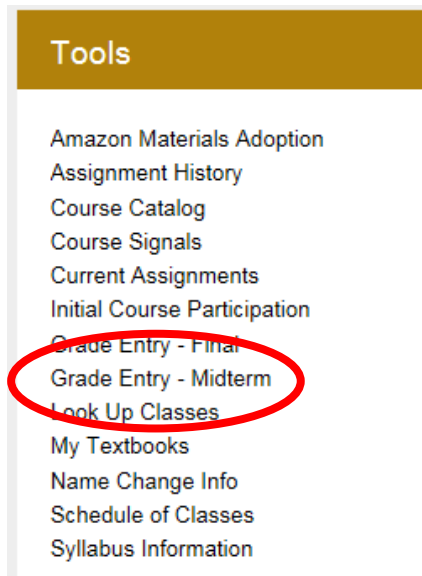 Tools
Amazon Materials Adoption
Assignment History
Course Catalog
Course Signals
Current Assignments
Initial Course Participation
Grade Entry - Final
Grade Entry - Midterm
Look Up Classes
My Textbooks
Name Change Info
Schedule of Classes
Syllabus Information